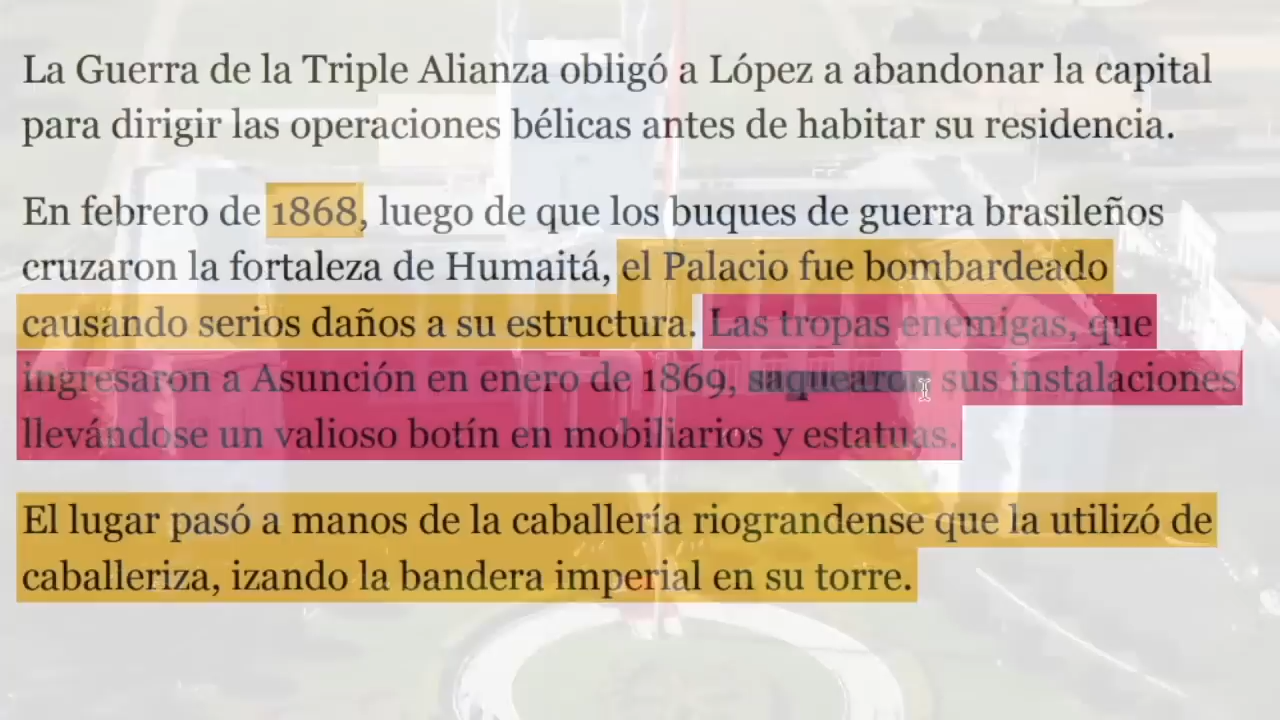 La Guerra de la Triple Alianza obligó a López a abandonar la capital
para dirigir las operaciones bélicas antes de habitar su residencia.
En febrero de 1868, luego de que los buques de guerra brasileños
cruzaron la fortaleza de Humaitá, el Palacio fue bombardeado
causando serios daños a su estructura. Las tropas enemigas, que
ingresaron a Asunción en enero de 1869, saquearon sus instalaciones
llevándose un valioso botín en mobiliarios y estatuas.
El lugar pasó a manos de la caballería riograndense que la utilizó de
caballeriza, izando la bandera imperial en su torre.